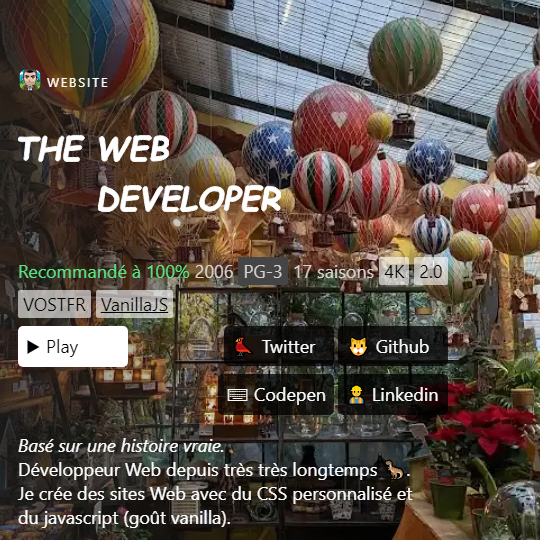 WEBSITE
THE WEB
DEVELOPER
Recommandé à 100% 2006 PG-3 17 saisons 4K 2.0
VOSTFR VanillaJS
Play
Twitter
Github
Codepen
Linkedin
Basé sur une histoire vraie.
Développeur Web depuis très très longtemps .
Je crée des sites Web avec du CSS personnalisé et
du javascript (goût vanilla).